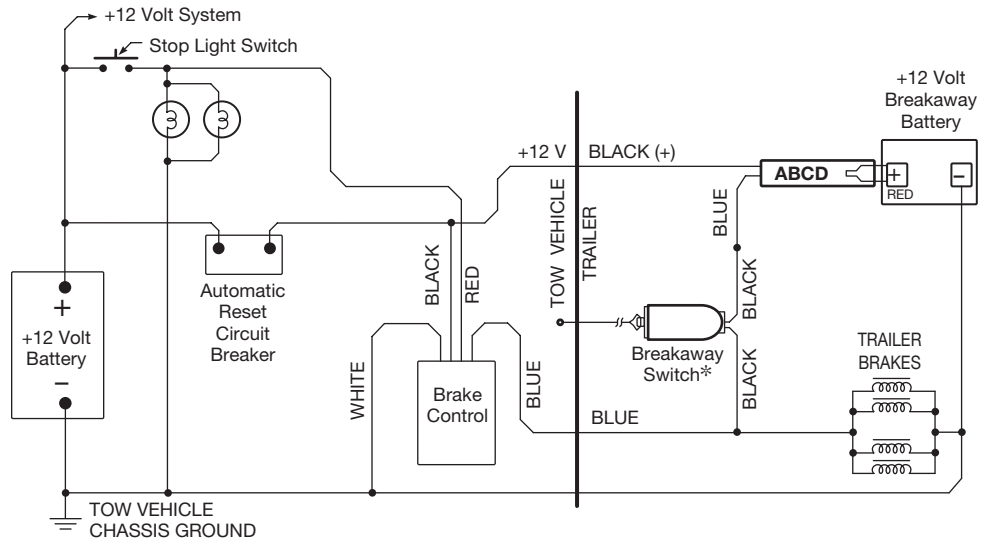 +12 Volt System
Stop Light Switch
+12 Volt
Breakaway
Battery
+12 V
BLACK (+)
ABCD
+
RED
−
BLUE
TOW VEHICLE
TRAILER
BLACK
RED
BLACK
Automatic
Reset
Circuit
Breaker
+
+12 Volt
Battery
−
Breakaway
Switch*
TRAILER
BRAKES
WHITE
Brake
Control
BLUE
BLACK
BLUE
TOW VEHICLE
CHASSIS GROUND